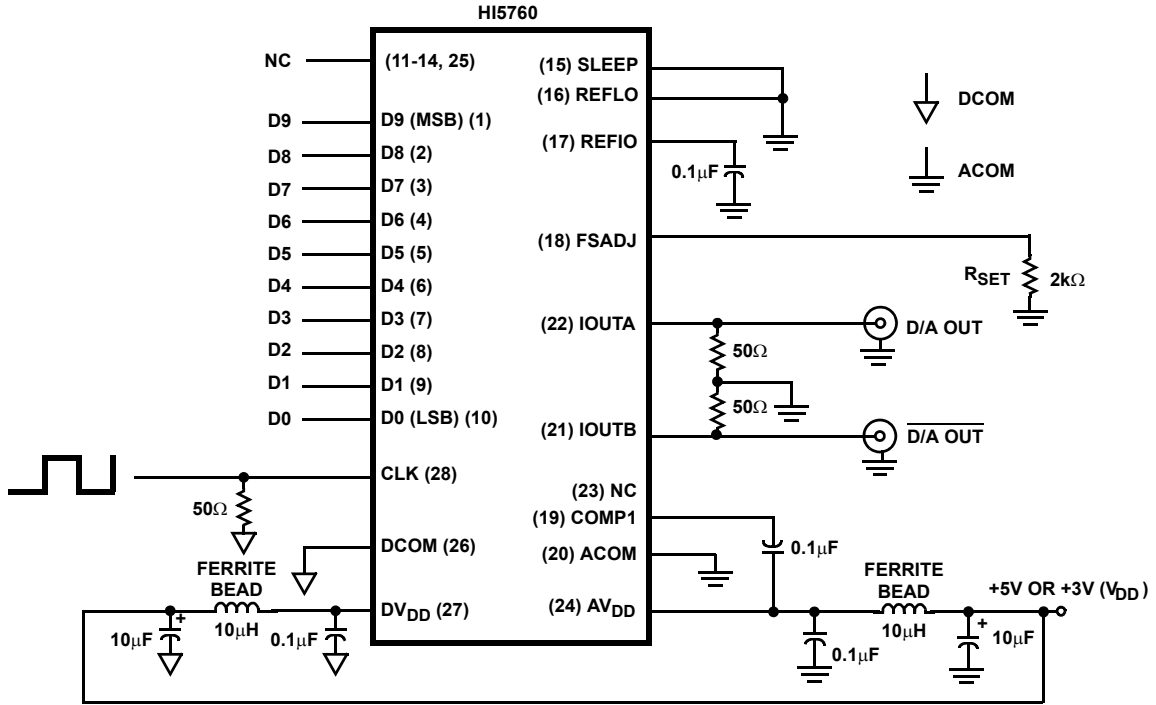 HI5760
NC
(11-14, 25)
(15) SLEEP
(16) REFLO
(17) REFIO
0.1µF
DCOM
ACOM
D9
D9 (MSB) (1)
D8
D8 (2)
D7
D7 (3)
D6
D6 (4)
D5
D5 (5)
D4
D4 (6)
D3
D3 (7)
D2
D2 (8)
D1
D1 (9)
D0
D0 (LSB) (10)
(18) FSADJ
RSET
2kΩ
(22) IOUTA
D/A OUT
50Ω
50Ω
(21) IOUTB
D/A OUT
CLK (28)
50Ω
(23) NC
(19) COMP1
0.1µF
DCOM (26)
(20) ACOM
FERRITE
BEAD
10µH
10µF
+
0.1µF
DVDD (27)
(24) AVDD
FERRITE
BEAD
10µH
0.1µF
+
10µF
+5V OR +3V (VDD)